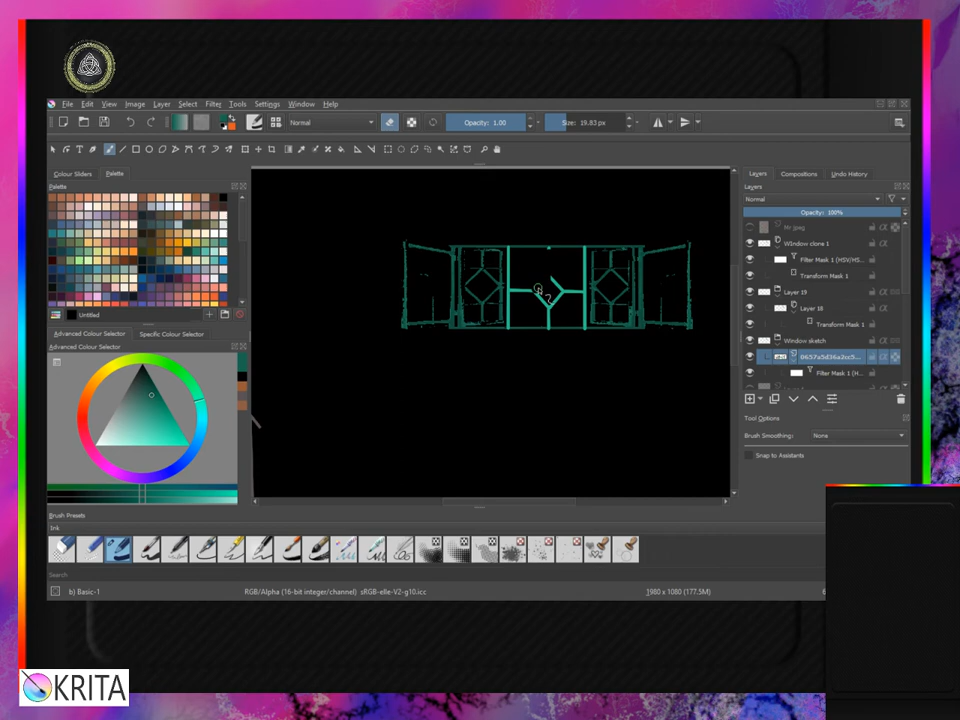 File Edit View Image Layer Select Filter Tools Settings Window Help
Normal Opacity: 1.00 Size: 19.83 px
Colour Sliders Palette
Palette
Untitled
Advanced Colour Selector Specific Colour Selector
Advanced Colour Selector
Layers Compositions Undo History
Layers
Normal
Opacity: 100%
Window clone 1
Filter Mask 1 (HSV/HS...
Transform Mask 1
Layer 19
Layer 18
Transform Mask 1
Window sketch
Filter Mask 1 (H...
Tool Options
Brush Smoothing: None
Snap to Assistants
Brush Presets
Ink
Search
b) Basic-1 RGB/Alpha (16-bit integer/channel) sRGB-elle-V2-g10.icc 1980 x 1080 (177.5M)
KRITA